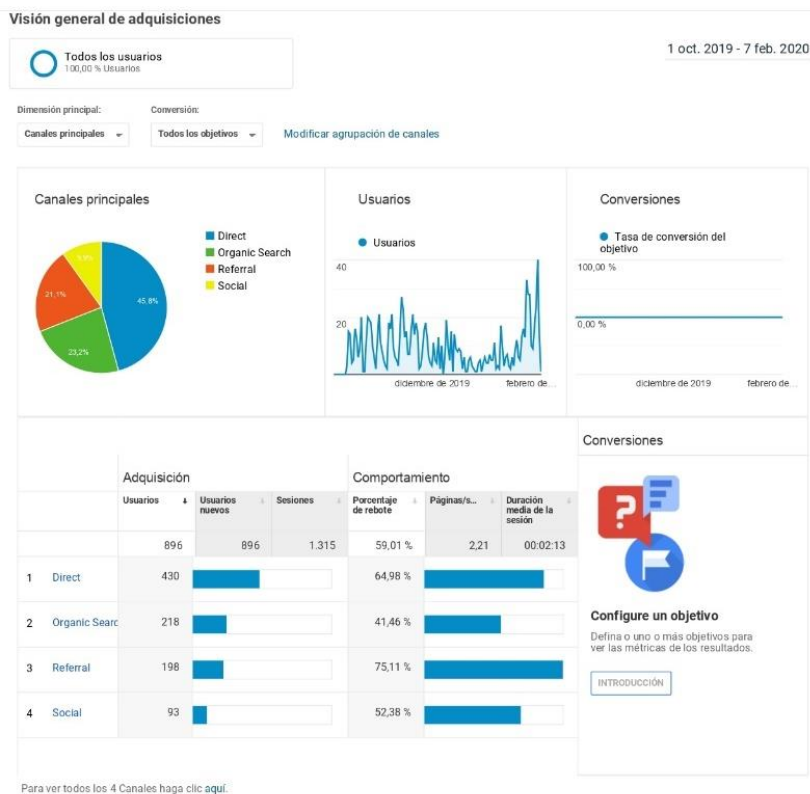 Visión general de adquisiciones
Todos los usuarios
100,00 % Usuarios
1 oct. 2019 - 7 feb. 2020
Dimensión principal:
Conversión:
Canales principales
Todos los objetivos
Modificar agrupación de canales
Canales principales
Direct
Organic Search
Referral
Social
45,8%
23,2%
21,1%
9,9%
Usuarios
Usuarios
40
20
diciembre de 2019
febrero de...
Conversiones
Tasa de conversión del
objetivo
100,00 %
0,00 %
diciembre de 2019
febrero de...
Adquisición
Comportamiento
Usuarios
Usuarios
nuevos
Sesiones
Porcentaje
de rebote
Páginas/s...
Duración
media de la
sesión
896
896
1.315
59,01 %
2,21
00:02:13
1 Direct 430 64,98 %
2 Organic Searc 218 41,46 %
3 Referral 198 75,11 %
4 Social 93 52,38 %
Conversiones
?
Configure un objetivo
Defina o uno o más objetivos para
ver las métricas de los resultados.
INTRODUCCIÓN
Para ver todos los 4 Canales haga clic aquí.